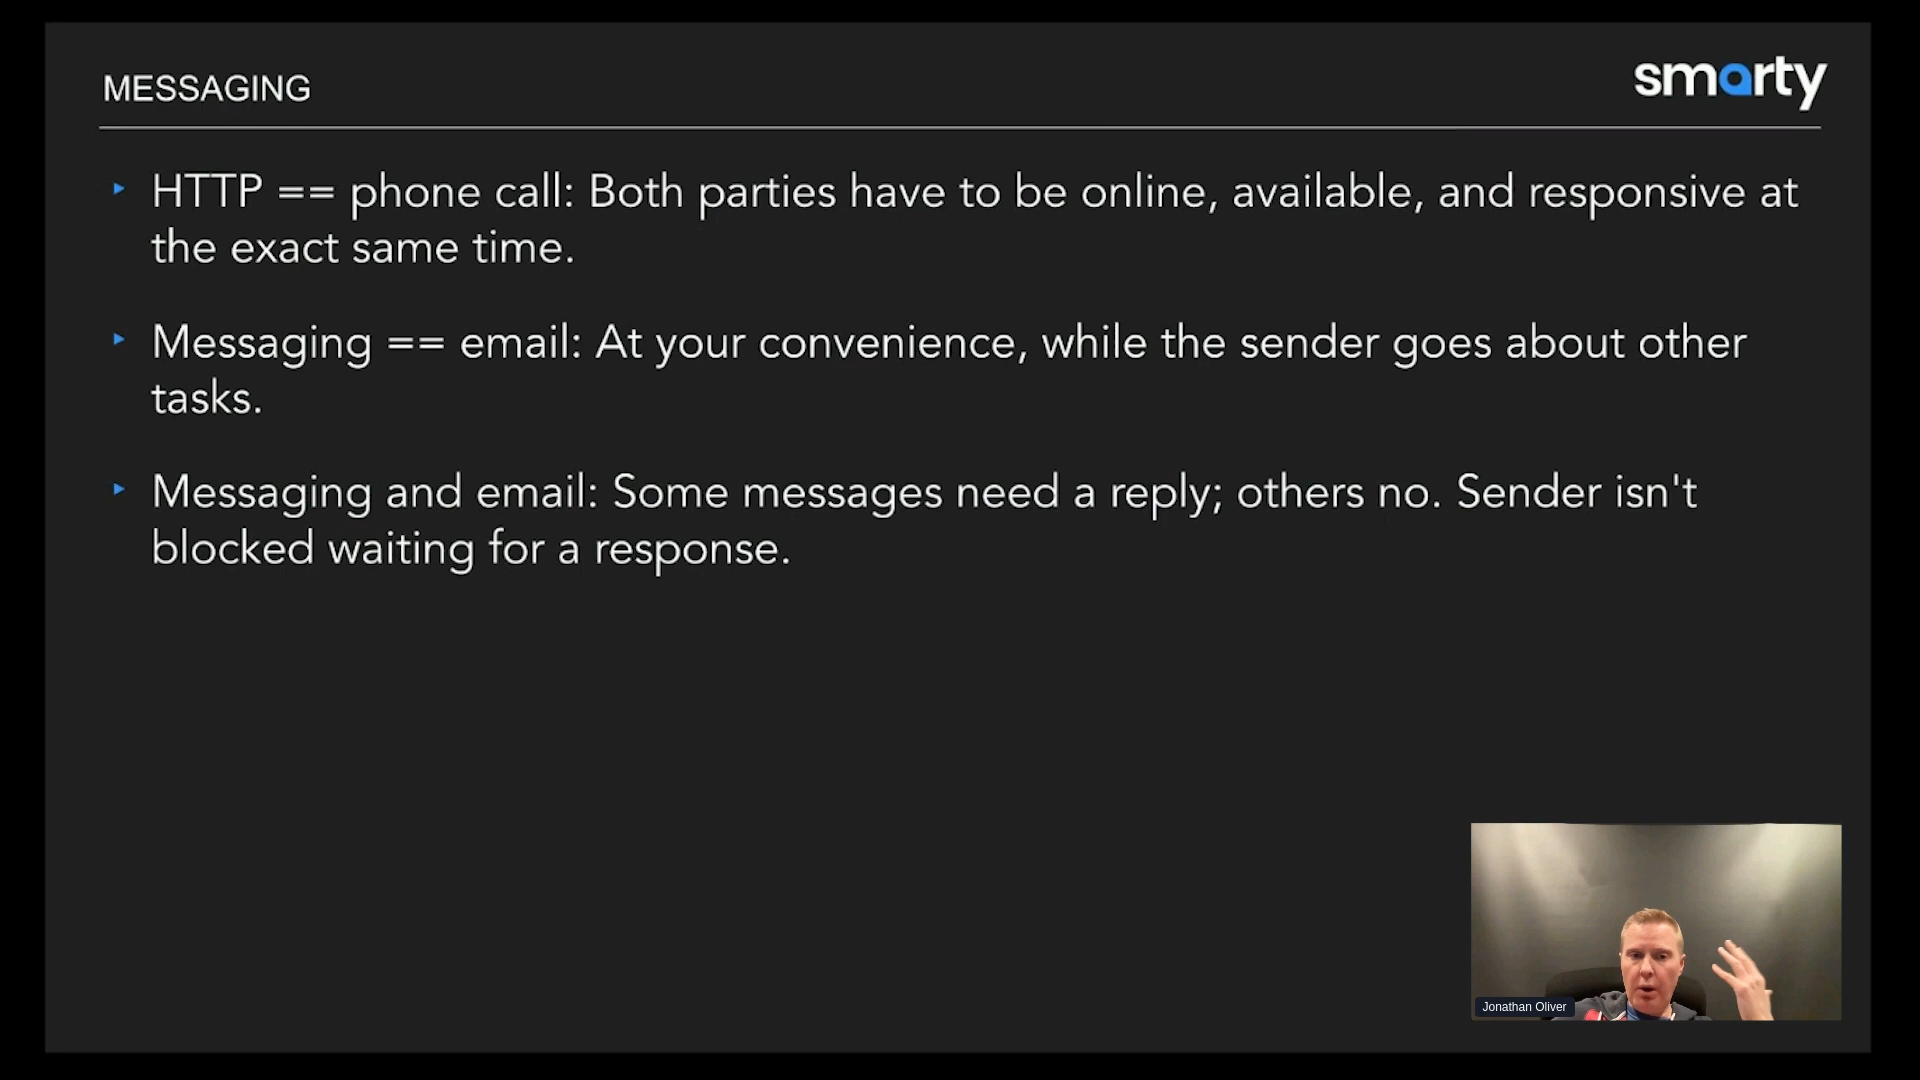 MESSAGING
smarty
HTTP == phone call: Both parties have to be online, available, and responsive at
the exact same time.
Messaging == email: At your convenience, while the sender goes about other
tasks.
Messaging and email: Some messages need a reply; others no. Sender isn't
blocked waiting for a response.
Jonathan Oliver